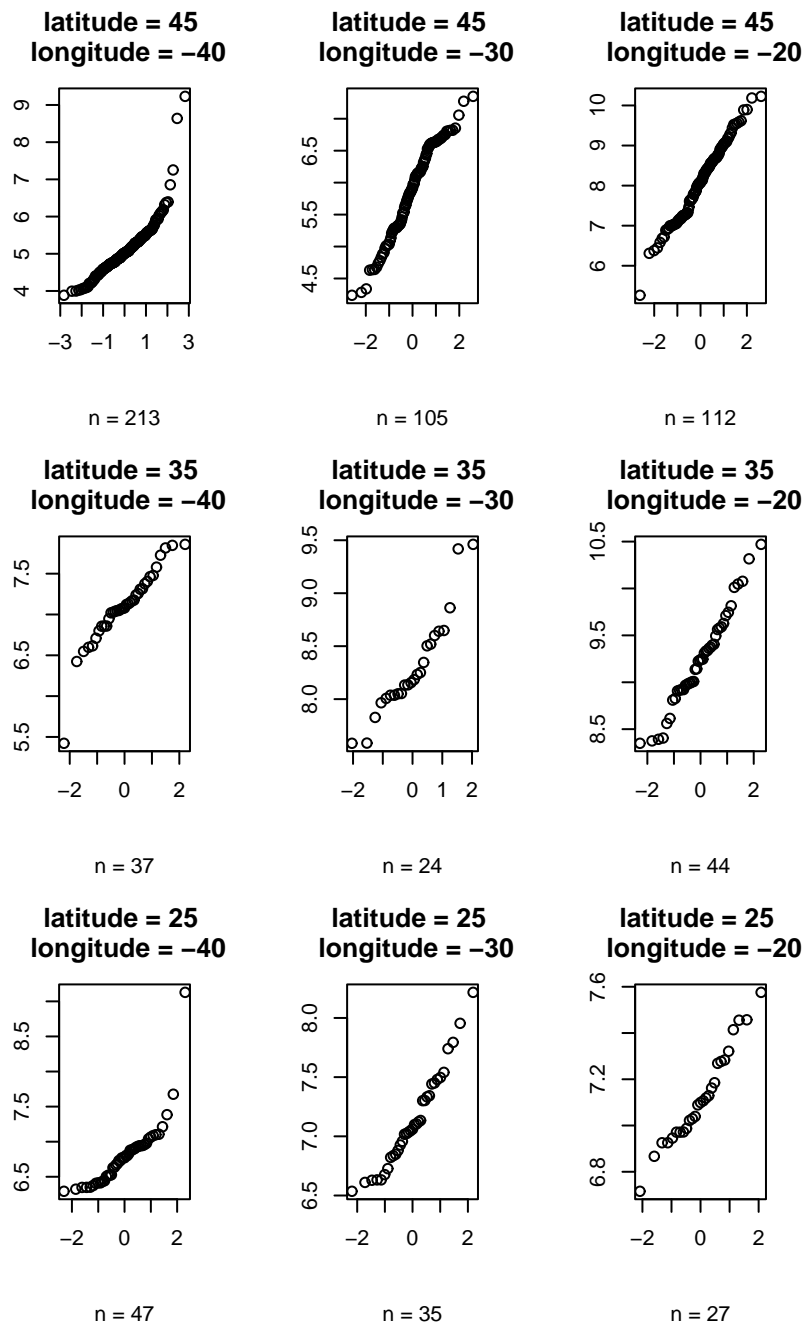 latitude = 45 latitude = 45 latitude = 45
longitude = −40 longitude = −30 longitude = −20
9
8
7
6
5
4
−3 −1 1 3
6.5
5.5
4.5
−2 0 2
10
9
8
7
6
−2 0 2
n = 213 n = 105 n = 112
latitude = 35 latitude = 35 latitude = 35
longitude = −40 longitude = −30 longitude = −20
7.5
6.5
5.5
−2 0 2
9.5
9.0
8.5
8.0
−2 0 1 2
10.5
9.5
8.5
−2 0 2
n = 37 n = 24 n = 44
latitude = 25 latitude = 25 latitude = 25
longitude = −40 longitude = −30 longitude = −20
8.5
7.5
6.5
−2 0 2
8.0
7.5
7.0
6.5
−2 0 2
7.6
7.2
6.8
−2 0 2
n = 47 n = 35 n = 27